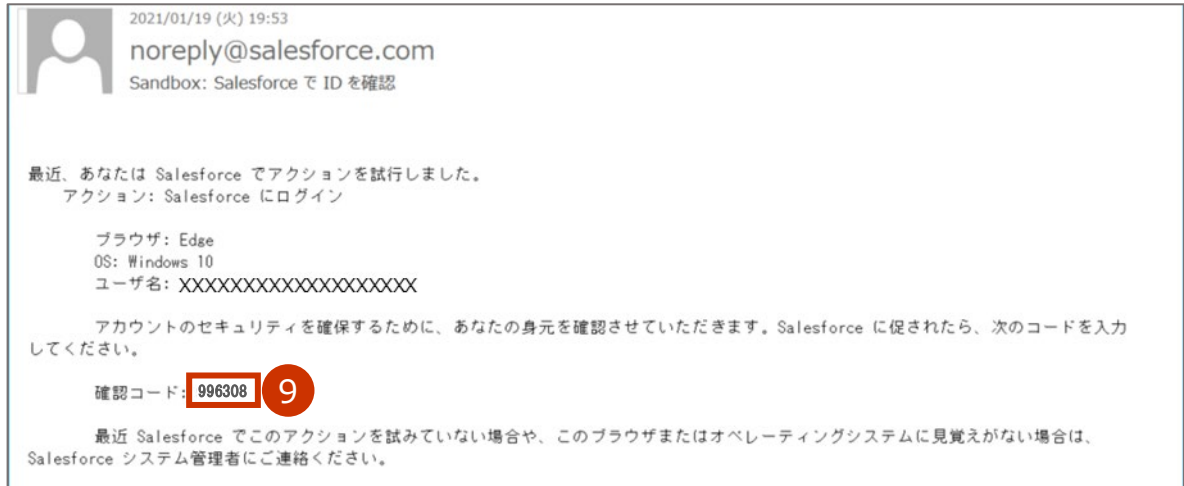 2021/01/19 (火) 19:53
noreply@salesforce.com
Sandbox: Salesforce で ID を確認
最近、あなたは Salesforce でアクションを試行しました。
アクション: Salesforce にログイン
ブラウザ: Edge
OS: Windows 10
ユーザ名: XXXXXXXXXXXXXXXXXXX
アカウントのセキュリティを確保するために、あなたの身元を確認させていただきます。Salesforce に促されたら、次のコードを入力
してください。
確認コード: 996308 9
最近 Salesforce でこのアクションを試みていない場合や、このブラウザまたはオペレーティングシステムに見覚えがない場合は、
Salesforce システム管理者にご連絡ください。